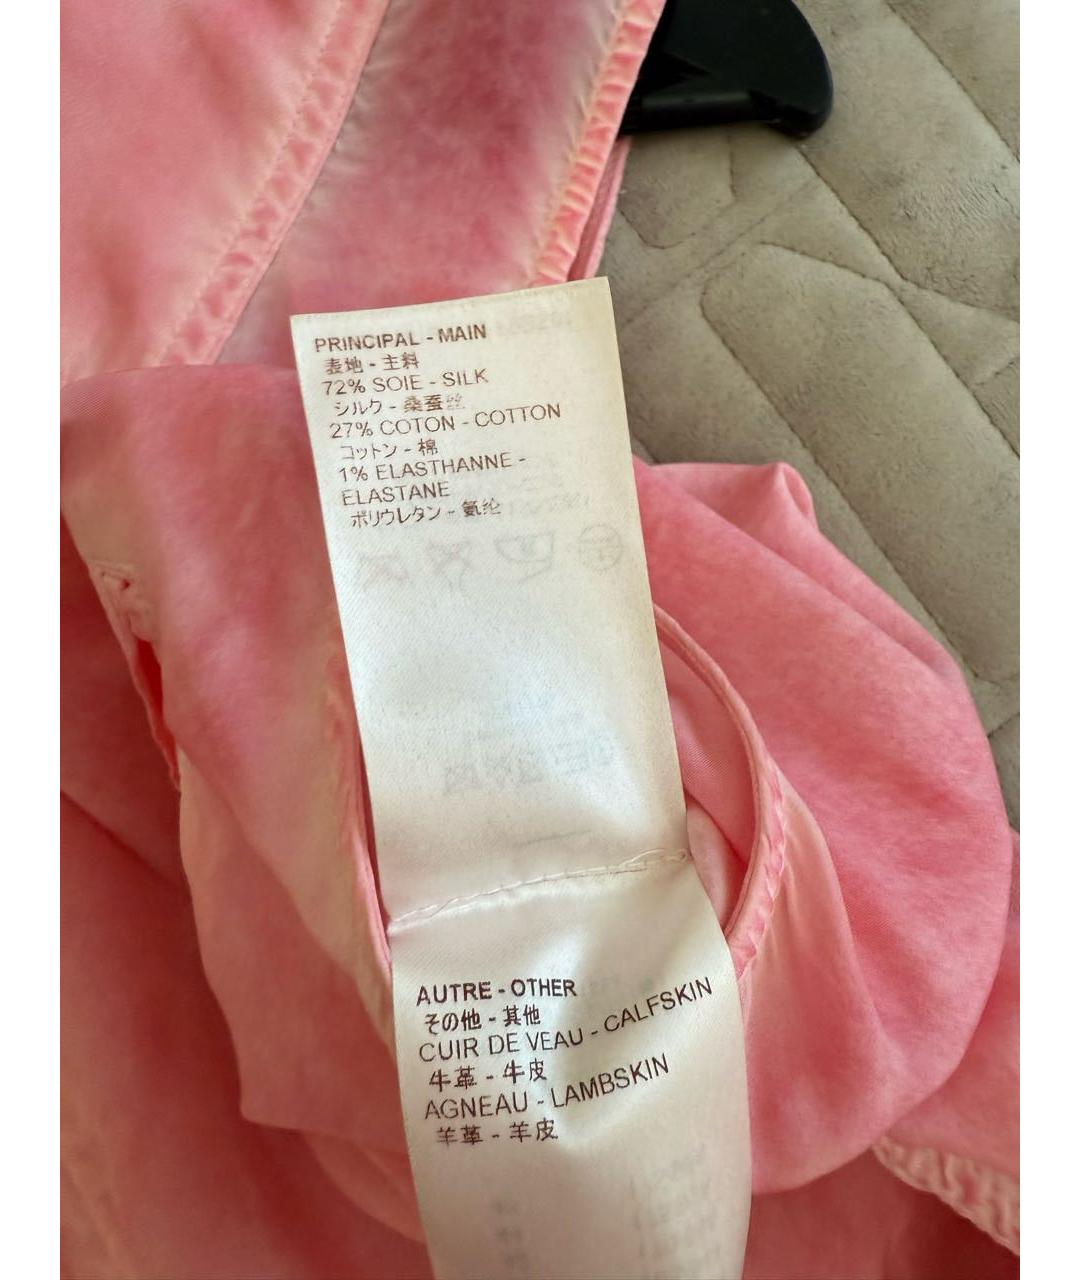 PRINCIPAL - MAIN
表地 - 主料
72% SOIE - SILK
シルク - 桑蚕丝
27% COTON - COTTON
コットン - 棉
1% ELASTHANNE -
ELASTANE
ポリウレタン - 氨纶
AUTRE - OTHER
その他 - 其他
CUIR DE VEAU - CALFSKIN
牛革 - 牛皮
AGNEAU - LAMBSKIN
羊革 - 羊皮